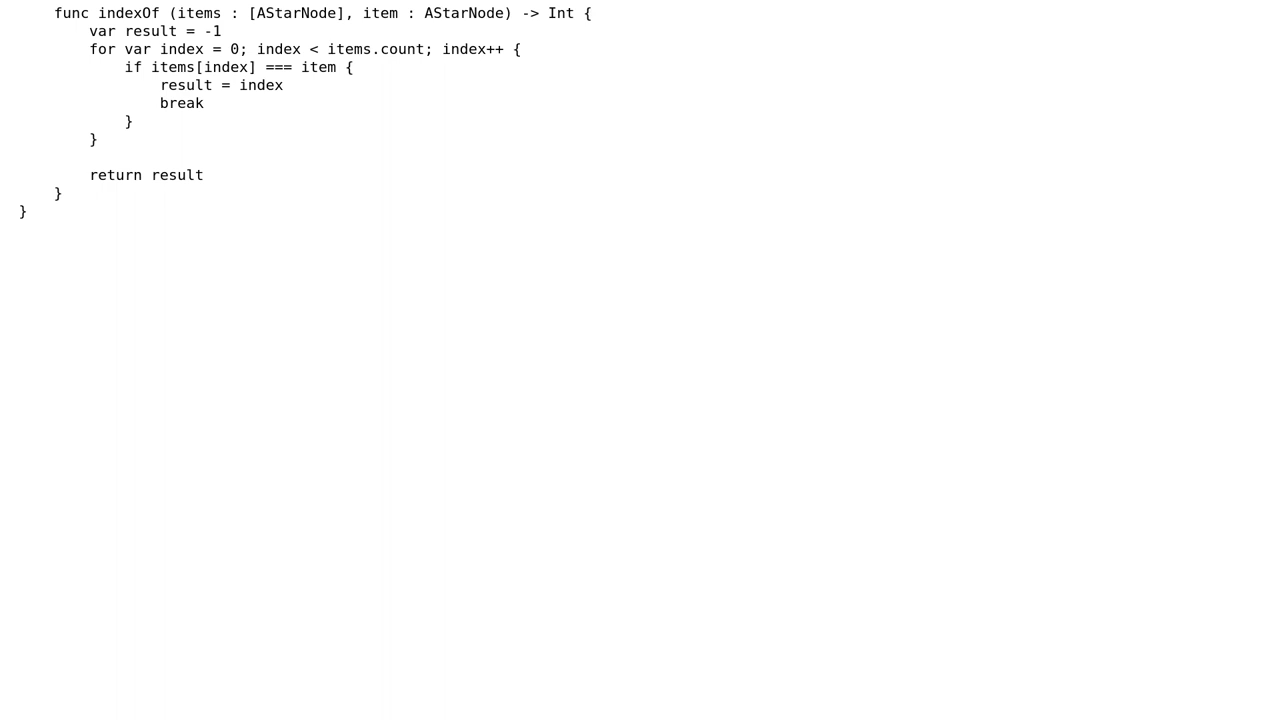 func indexOf (items : [AStarNode], item : AStarNode) -> Int {
        var result = -1
        for var index = 0; index < items.count; index++ {
            if items[index] === item {
                result = index
                break
            }
        }

        return result
    }
}